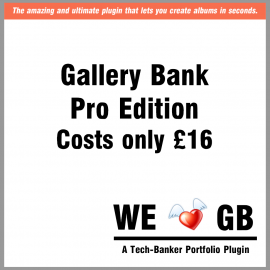 The amazing and ultimate plugin that lets you create albums in seconds.
Gallery Bank
Pro Edition
Costs only £16
WE GB
A Tech-Banker Portfolio Plugin